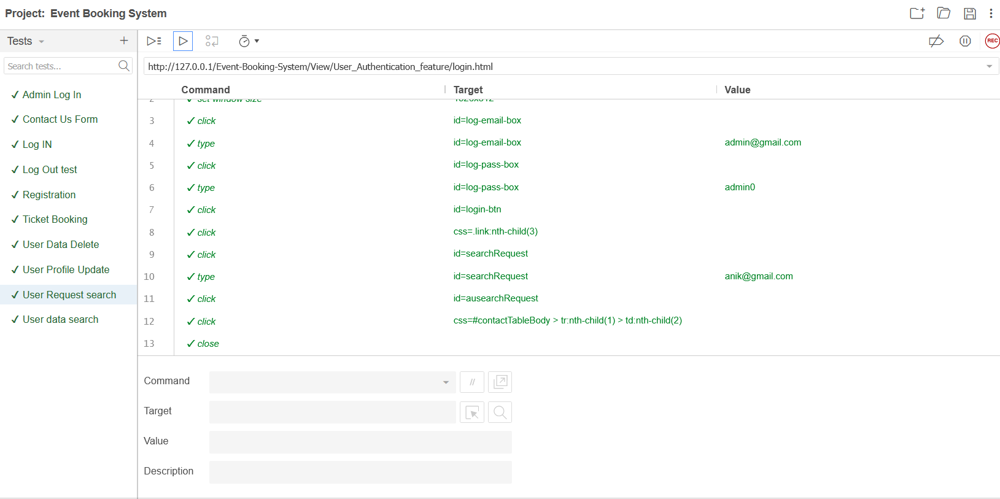 Project: Event Booking System
Tests
Search tests...
Admin Log In
Contact Us Form
Log IN
Log Out test
Registration
Ticket Booking
User Data Delete
User Profile Update
User Request search
User data search
REC
http://127.0.0.1/Event-Booking-System/View/User_Authentication_feature/login.html
Command Target Value
2 set window size
3 click id=log-email-box
4 type id=log-email-box admin@gmail.com
5 click id=log-pass-box
6 type id=log-pass-box admin0
7 click id=login-btn
8 click css=.link:nth-child(3)
9 click id=searchRequest
10 type id=searchRequest anik@gmail.com
11 click id=ausearchRequest
12 click css=#contactTableBody > tr:nth-child(1) > td:nth-child(2)
13 close
Command //
Target
Value
Description